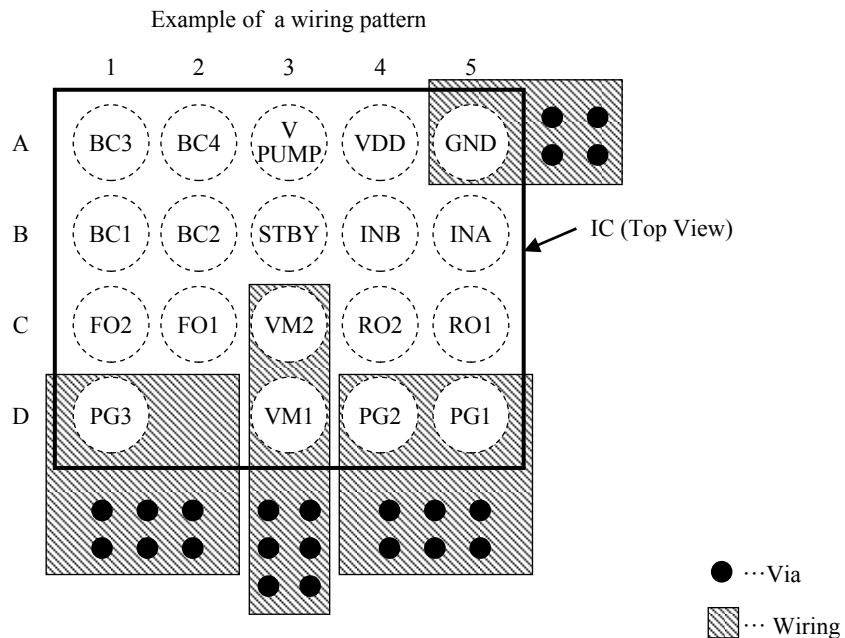 Example of a wiring pattern
1 2 3 4 5
A BC3 BC4 V PUMP VDD GND
B BC1 BC2 STBY INB INA
IC (Top View)
C FO2 FO1 VM2 RO2 RO1
D PG3 VM1 PG2 PG1
…Via
… Wiring